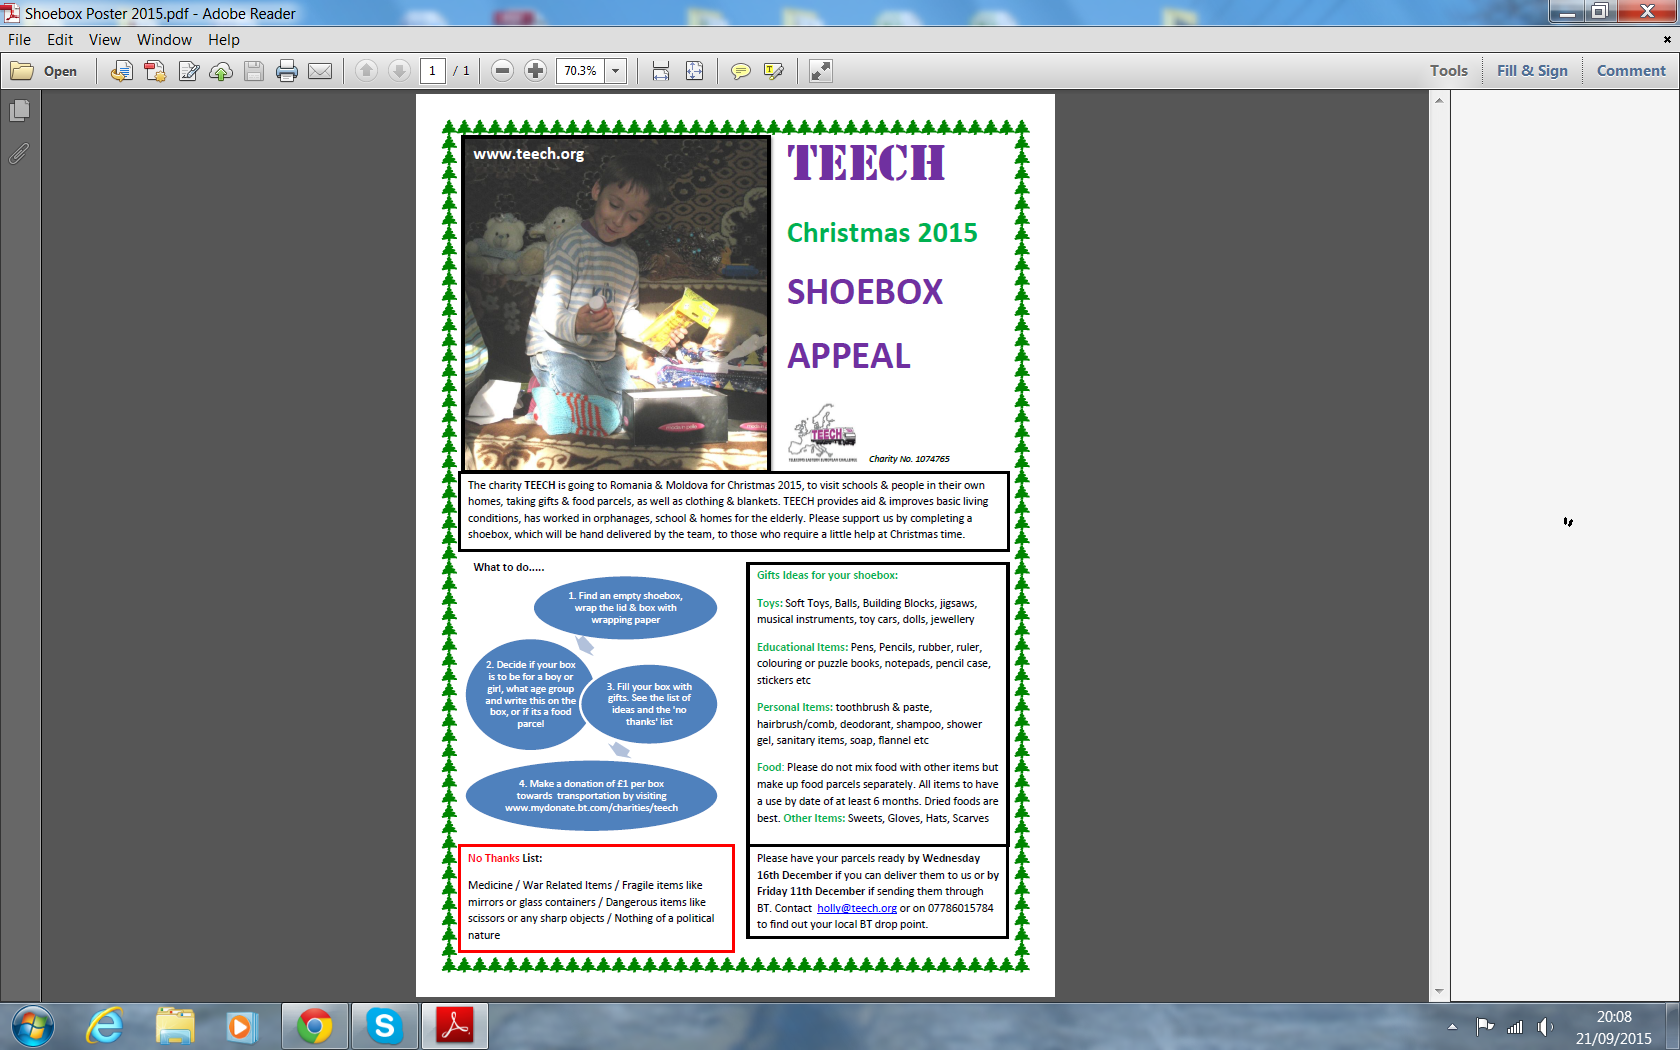 Shoebox Poster 2015.pdf - Adobe Reader
File Edit View Window Help
Open 1 / 1 70.3% Tools Fill & Sign Comment
www.teech.org
TEECH
Christmas 2015
SHOEBOX
APPEAL
TEECH
TELECOMS EASTERN EUROPEAN CHALLENGE
Charity No. 1074765
The charity TEECH is going to Romania & Moldova for Christmas 2015, to visit schools & people in their own
homes, taking gifts & food parcels, as well as clothing & blankets. TEECH provides aid & improves basic living
conditions, has worked in orphanages, school & homes for the elderly. Please support us by completing a
shoebox, which will be hand delivered by the team, to those who require a little help at Christmas time.
What to do.....
1. Find an empty shoebox,
wrap the lid & box with
wrapping paper
2. Decide if your box
is to be for a boy or
girl, what age group
and write this on the
box, or if its a food
parcel
3. Fill your box with
gifts. See the list of
ideas and the 'no
thanks' list
4. Make a donation of £1 per box
towards transportation by visiting
www.mydonate.bt.com/charities/teech
Gifts Ideas for your shoebox:
Toys: Soft Toys, Balls, Building Blocks, jigsaws,
musical instruments, toy cars, dolls, jewellery
Educational Items: Pens, Pencils, rubber, ruler,
colouring or puzzle books, notepads, pencil case,
stickers etc
Personal Items: toothbrush & paste,
hairbrush/comb, deodorant, shampoo, shower
gel, sanitary items, soap, flannel etc
Food: Please do not mix food with other items but
make up food parcels separately. All items to have
a use by date of at least 6 months. Dried foods are
best. Other Items: Sweets, Gloves, Hats, Scarves
No Thanks List:
Medicine / War Related Items / Fragile items like
mirrors or glass containers / Dangerous items like
scissors or any sharp objects / Nothing of a political
nature
Please have your parcels ready by Wednesday
16th December if you can deliver them to us or by
Friday 11th December if sending them through
BT. Contact holly@teech.org or on 07786015784
to find out your local BT drop point.
20:08
21/09/2015